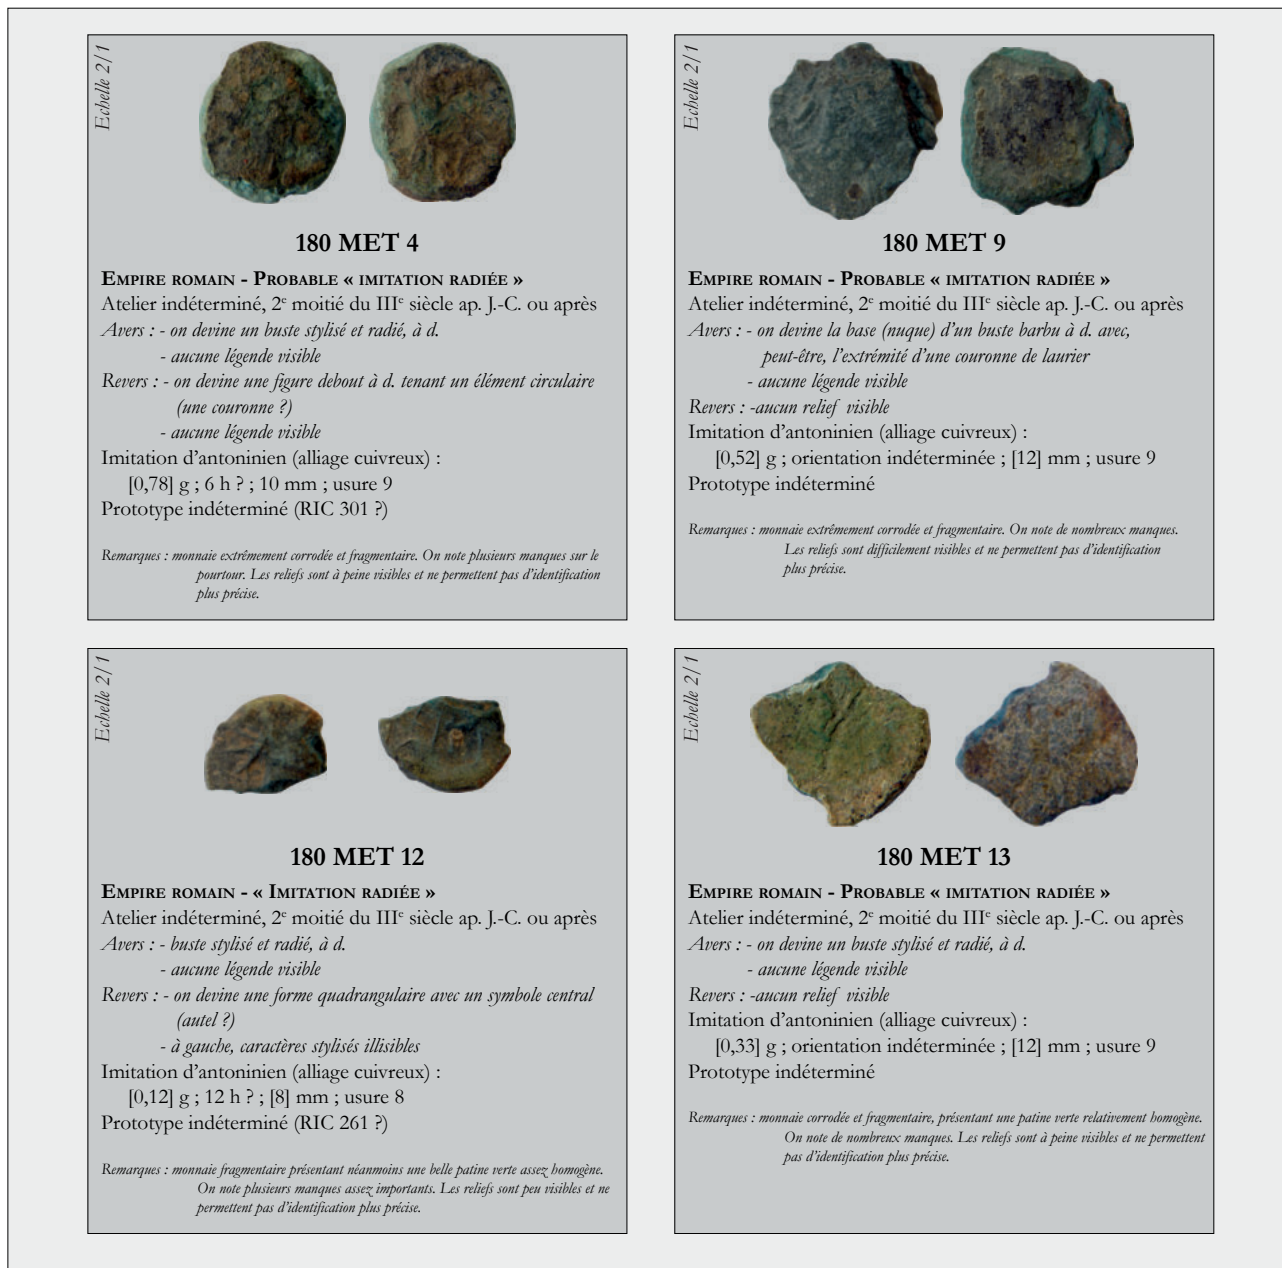 Echelle 2/1
180 MET 4
EMPIRE ROMAIN - PROBABLE « IMITATION RADIÉE »
Atelier indéterminé, 2e moitié du IIIe siècle ap. J.-C. ou après
Avers : - on devine un buste stylisé et radié, à d.
- aucune légende visible
Revers : - on devine une figure debout à d. tenant un élément circulaire
(une couronne ?)
- aucune légende visible
Imitation d’antoninien (alliage cuivreux) :
[0,78] g ; 6 h ? ; 10 mm ; usure 9
Prototype indéterminé (RIC 301 ?)
Remarques : monnaie extrêmement corrodée et fragmentaire. On note plusieurs manques sur le
pourtour. Les reliefs sont à peine visibles et ne permettent pas d’identification
plus précise.
Echelle 2/1
180 MET 9
EMPIRE ROMAIN - PROBABLE « IMITATION RADIÉE »
Atelier indéterminé, 2e moitié du IIIe siècle ap. J.-C. ou après
Avers : - on devine la base (nuque) d’un buste barbu à d. avec,
peut-être, l’extrémité d’une couronne de laurier
- aucune légende visible
Revers : -aucun relief visible
Imitation d’antoninien (alliage cuivreux) :
[0,52] g ; orientation indéterminée ; [12] mm ; usure 9
Prototype indéterminé
Remarques : monnaie extrêmement corrodée et fragmentaire. On note de nombreux manques.
Les reliefs sont difficilement visibles et ne permettent pas d’identification
plus précise.
Echelle 2/1
180 MET 12
EMPIRE ROMAIN - « IMITATION RADIÉE »
Atelier indéterminé, 2e moitié du IIIe siècle ap. J.-C. ou après
Avers : - buste stylisé et radié, à d.
- aucune légende visible
Revers : - on devine une forme quadrangulaire avec un symbole central
(autel ?)
- à gauche, caractères stylisés illisibles
Imitation d’antoninien (alliage cuivreux) :
[0,12] g ; 12 h ? ; [8] mm ; usure 8
Prototype indéterminé (RIC 261 ?)
Remarques : monnaie fragmentaire présentant néanmoins une belle patine verte assez homogène.
On note plusieurs manques assez importants. Les reliefs sont peu visibles et ne
permettent pas d’identification plus précise.
Echelle 2/1
180 MET 13
EMPIRE ROMAIN - PROBABLE « IMITATION RADIÉE »
Atelier indéterminé, 2e moitié du IIIe siècle ap. J.-C. ou après
Avers : - on devine un buste stylisé et radié, à d.
- aucune légende visible
Revers : -aucun relief visible
Imitation d’antoninien (alliage cuivreux) :
[0,33] g ; orientation indéterminée ; [12] mm ; usure 9
Prototype indéterminé
Remarques : monnaie corrodée et fragmentaire, présentant une patine verte relativement homogène.
On note de nombreux manques. Les reliefs sont à peine visibles et ne permettent
pas d’identification plus précise.